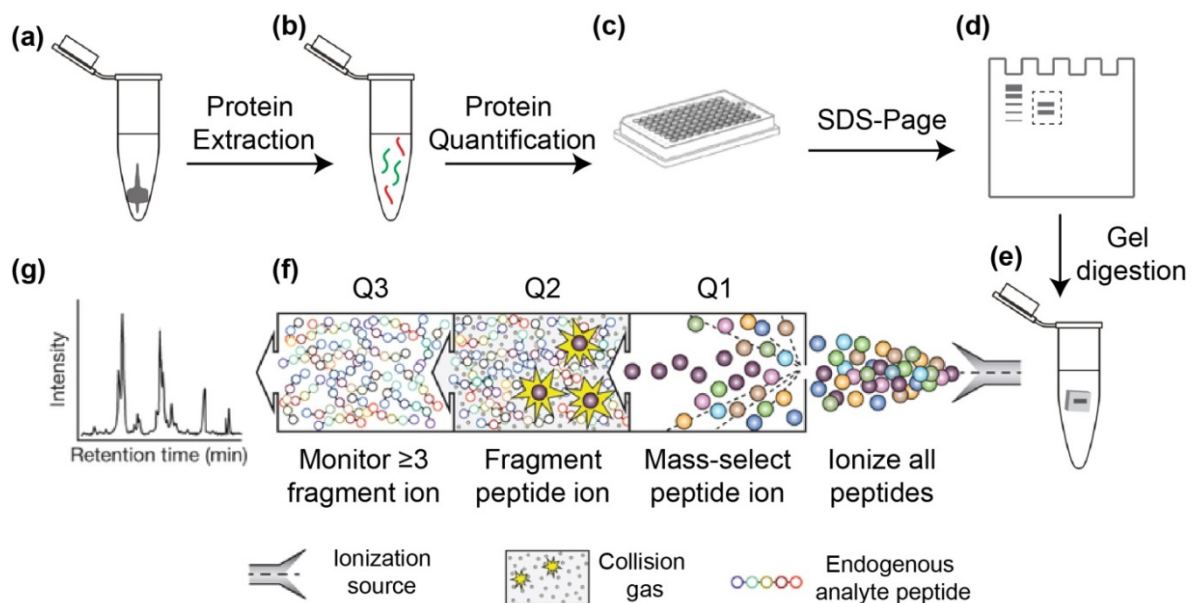 (a)
(b)
(c)
(d)
Protein
Extraction
Protein
Quantification
SDS-Page
Gel
digestion
(e)
(g)
(f)
Q3
Q2
Q1
Intensity
Retention time (min)
Monitor ≥3
fragment ion
Fragment
peptide ion
Mass-select
peptide ion
Ionize all
peptides
Ionization
source
Collision
gas
Endogenous
analyte peptide